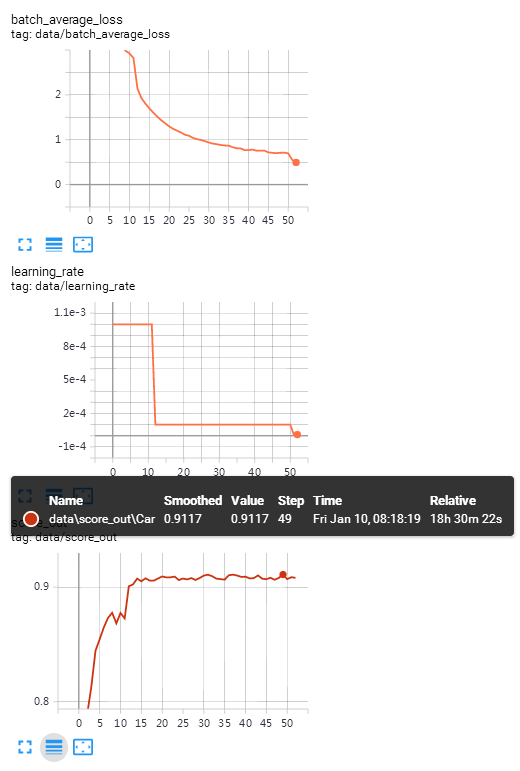 batch_average_loss
tag: data/batch_average_loss
2
1
0
0 5 10 15 20 25 30 35 40 45 50
learning_rate
tag: data/learning_rate
1.1e-3
8e-4
5e-4
2e-4
-1e-4
0 10 20 30 40 50
Name Smoothed Value Step Time Relative
data\score_out\Car 0.9117 0.9117 49 Fri Jan 10, 08:18:19 18h 30m 22s
score_out
tag: data/score_out
0.9
0.8
0 5 10 15 20 25 30 35 40 45 50